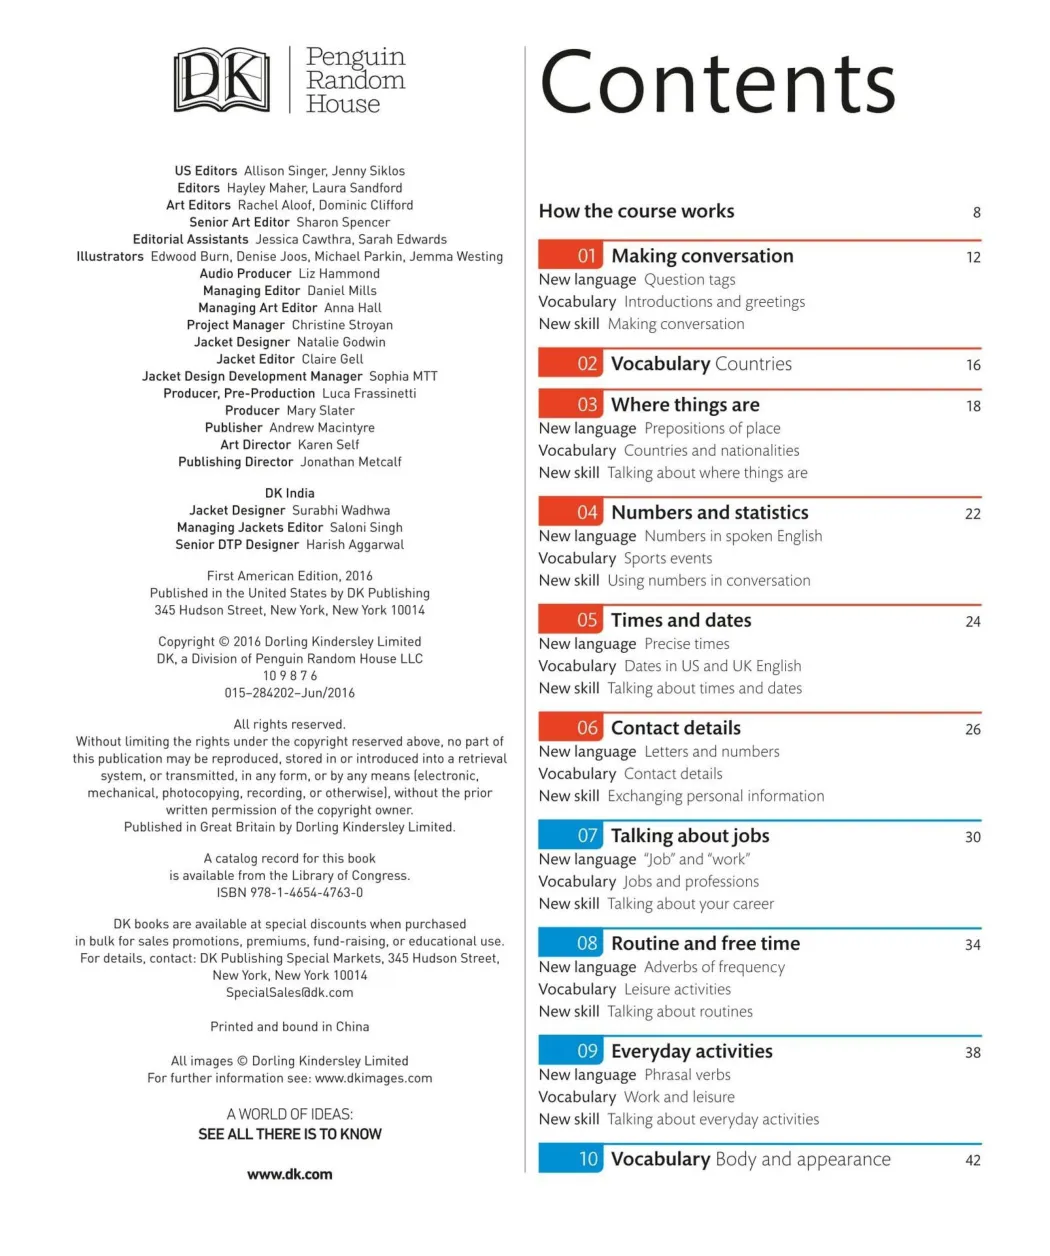 DK
Penguin
Random
House
US Editors Allison Singer, Jenny Siklos
Editors Hayley Maher, Laura Sandford
Art Editors Rachel Aloof, Dominic Clifford
Senior Art Editor Sharon Spencer
Editorial Assistants Jessica Cawthra, Sarah Edwards
Illustrators Edwood Burn, Denise Joos, Michael Parkin, Jemma Westing
Audio Producer Liz Hammond
Managing Editor Daniel Mills
Managing Art Editor Anna Hall
Project Manager Christine Stroyan
Jacket Designer Natalie Godwin
Jacket Editor Claire Gell
Jacket Design Development Manager Sophia MTT
Producer, Pre-Production Luca Frassinetti
Producer Mary Slater
Publisher Andrew Macintyre
Art Director Karen Self
Publishing Director Jonathan Metcalf
DK India
Jacket Designer Surabhi Wadhwa
Managing Jackets Editor Saloni Singh
Senior DTP Designer Harish Aggarwal
First American Edition, 2016
Published in the United States by DK Publishing
345 Hudson Street, New York, New York 10014
Copyright © 2016 Dorling Kindersley Limited
DK, a Division of Penguin Random House LLC
10 9 8 7 6
015–284202–Jun/2016
All rights reserved.
Without limiting the rights under the copyright reserved above, no part of
this publication may be reproduced, stored in or introduced into a retrieval
system, or transmitted, in any form, or by any means (electronic,
mechanical, photocopying, recording, or otherwise), without the prior
written permission of the copyright owner.
Published in Great Britain by Dorling Kindersley Limited.
A catalog record for this book
is available from the Library of Congress.
ISBN 978-1-4654-4763-0
DK books are available at special discounts when purchased
in bulk for sales promotions, premiums, fund-raising, or educational use.
For details, contact: DK Publishing Special Markets, 345 Hudson Street,
New York, New York 10014
SpecialSales@dk.com
Printed and bound in China
All images © Dorling Kindersley Limited
For further information see: www.dkimages.com
A WORLD OF IDEAS:
SEE ALL THERE IS TO KNOW
www.dk.com
Contents
How the course works 8
01 Making conversation 12
New language Question tags
Vocabulary Introductions and greetings
New skill Making conversation
02 Vocabulary Countries 16
03 Where things are 18
New language Prepositions of place
Vocabulary Countries and nationalities
New skill Talking about where things are
04 Numbers and statistics 22
New language Numbers in spoken English
Vocabulary Sports events
New skill Using numbers in conversation
05 Times and dates 24
New language Precise times
Vocabulary Dates in US and UK English
New skill Talking about times and dates
06 Contact details 26
New language Letters and numbers
Vocabulary Contact details
New skill Exchanging personal information
07 Talking about jobs 30
New language “Job” and “work”
Vocabulary Jobs and professions
New skill Talking about your career
08 Routine and free time 34
New language Adverbs of frequency
Vocabulary Leisure activities
New skill Talking about routines
09 Everyday activities 38
New language Phrasal verbs
Vocabulary Work and leisure
New skill Talking about everyday activities
10 Vocabulary Body and appearance 42